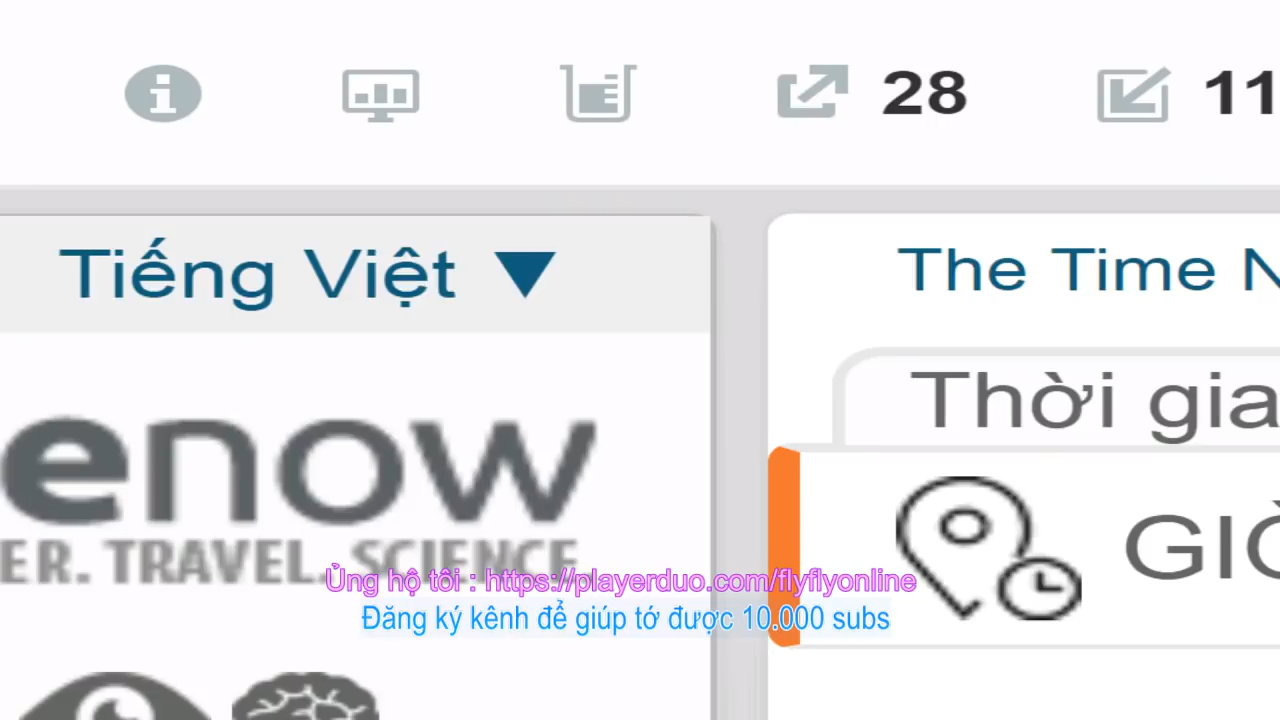 28
11
Tiếng Việt
The Time N
Thời gia
enow
ER. TRAVEL. SCIENCE
GIỜ
Ủng hộ tôi : https://playerduo.com/flyflyonline
Đăng ký kênh để giúp tớ được 10.000 subs